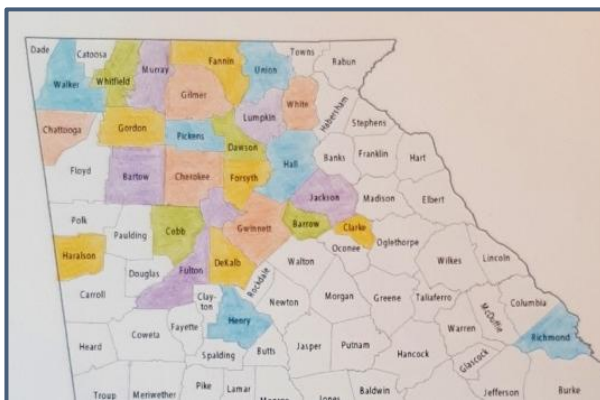 Dade
Catoosa
Fannin
Towns
Rabun
Walker
Whitfield
Murray
Union
Gilmer
White
Habersham
Lumpkin
Stephens
Chattooga
Gordon
Pickens
Dawson
Banks
Franklin
Hart
Floyd
Bartow
Cherokee
Forsyth
Hall
Jackson
Madison
Elbert
Polk
Paulding
Cobb
Gwinnett
Barrow
Clarke
Oconee
Oglethorpe
Haralson
Douglas
Fulton
DeKalb
Rockdale
Walton
Wilkes
Lincoln
Carroll
Clay-
ton
Newton
Morgan
Greene
Taliaferro
McDuffie
Columbia
Heard
Coweta
Fayette
Henry
Warren
Richmond
Spalding
Butts
Jasper
Putnam
Hancock
Glascock
Troup
Meriwether
Pike
Lamar
Monroe
Jones
Baldwin
Jefferson
Burke